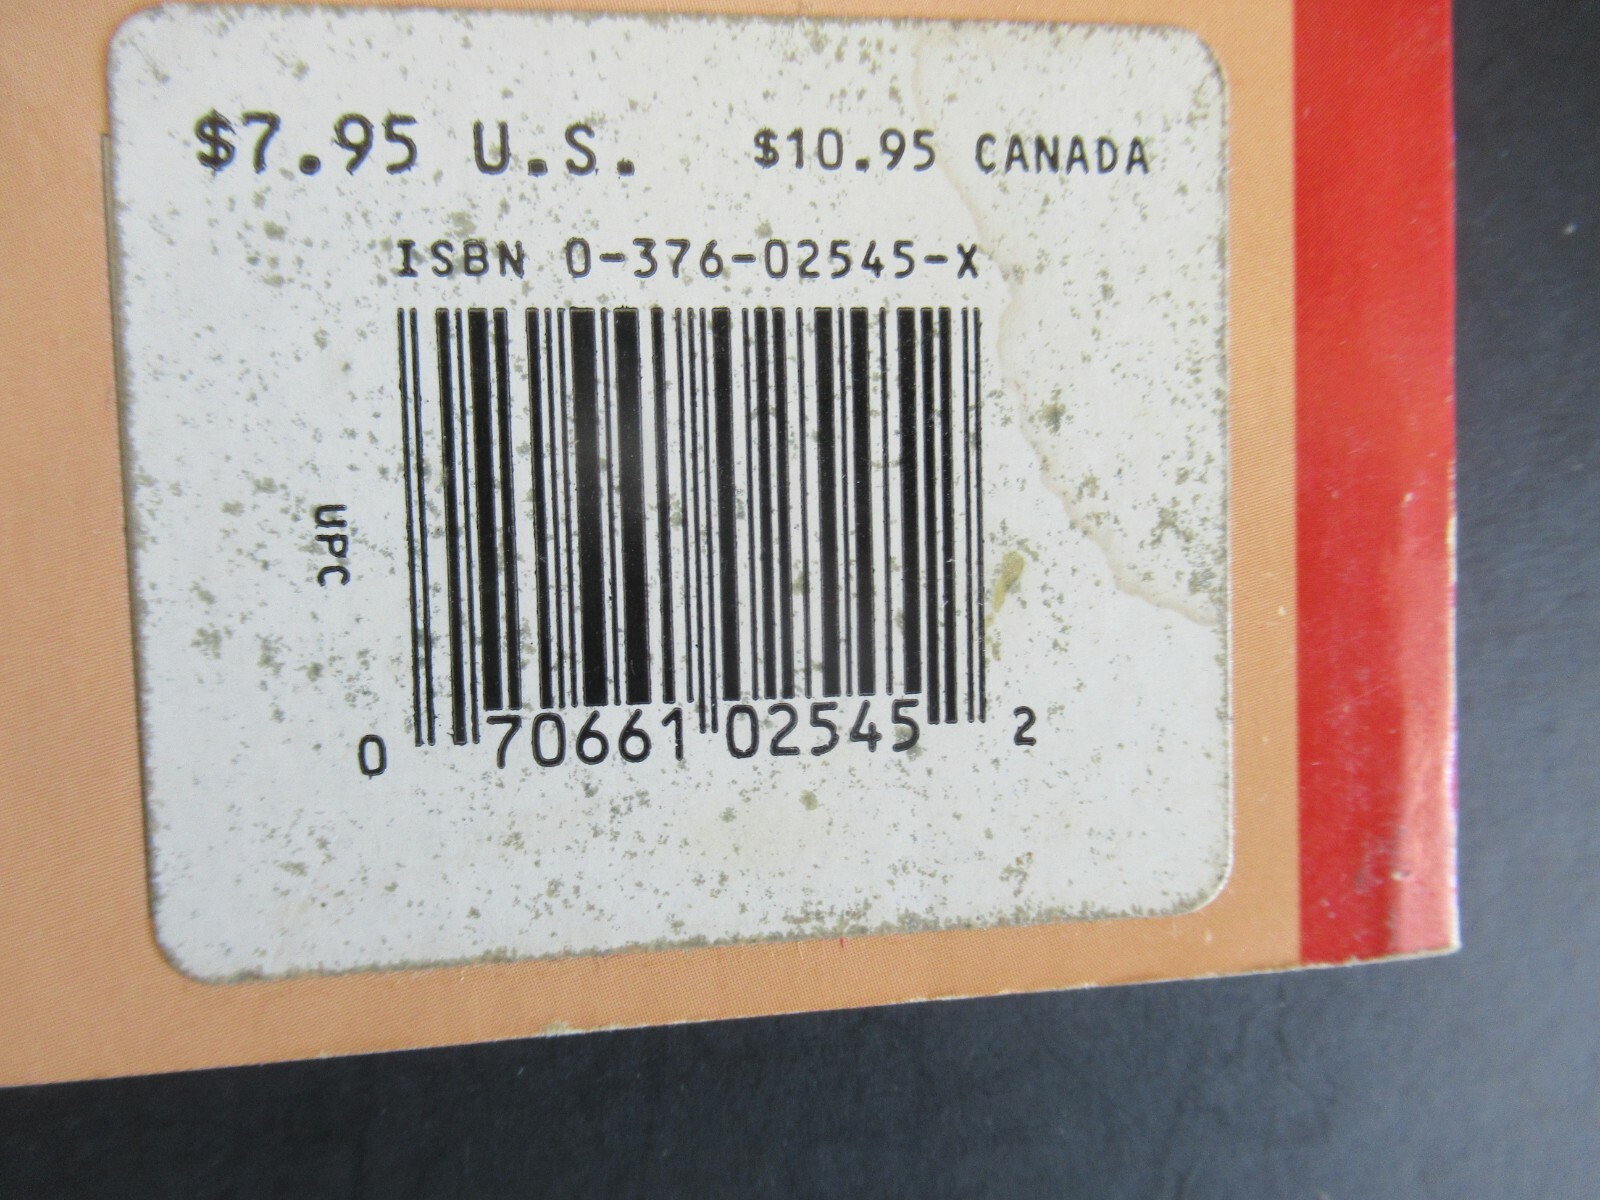 $7.95 U.S. $10.95 CANADA
ISBN 0-376-02545-X
UPC
0 70661 02545 2